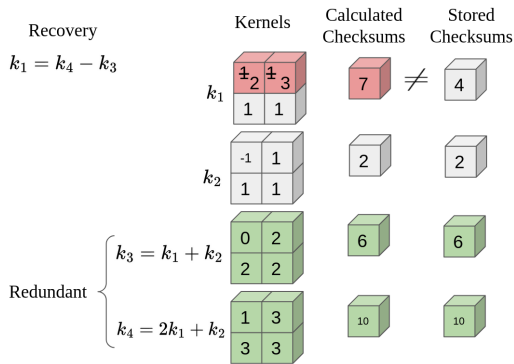 Recovery
k₁ = k₄ − k₃
Kernels
Calculated
Checksums
Stored
Checksums
k₁
1 2 1 3
1 1
7 ≠ 4
k₂
-1 1
1 1
2 2
Redundant
k₃ = k₁ + k₂
0 2
2 2
6 6
k₄ = 2k₁ + k₂
1 3
3 3
10 10